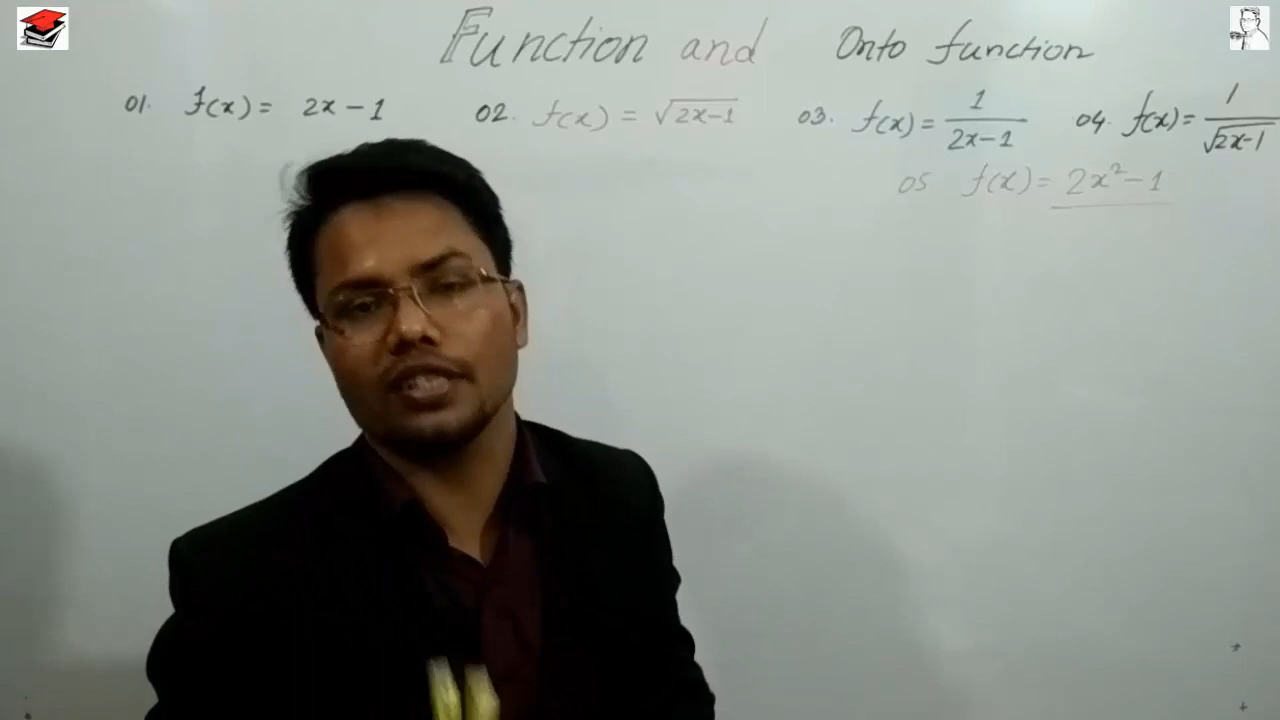 Function and Onto function
01. f(x) = 2x - 1 02. f(x) = √(2x-1) 03. f(x) = 1/(2x-1) 04. f(x) = 1/√(2x-1)
05 f(x) = 2x² - 1